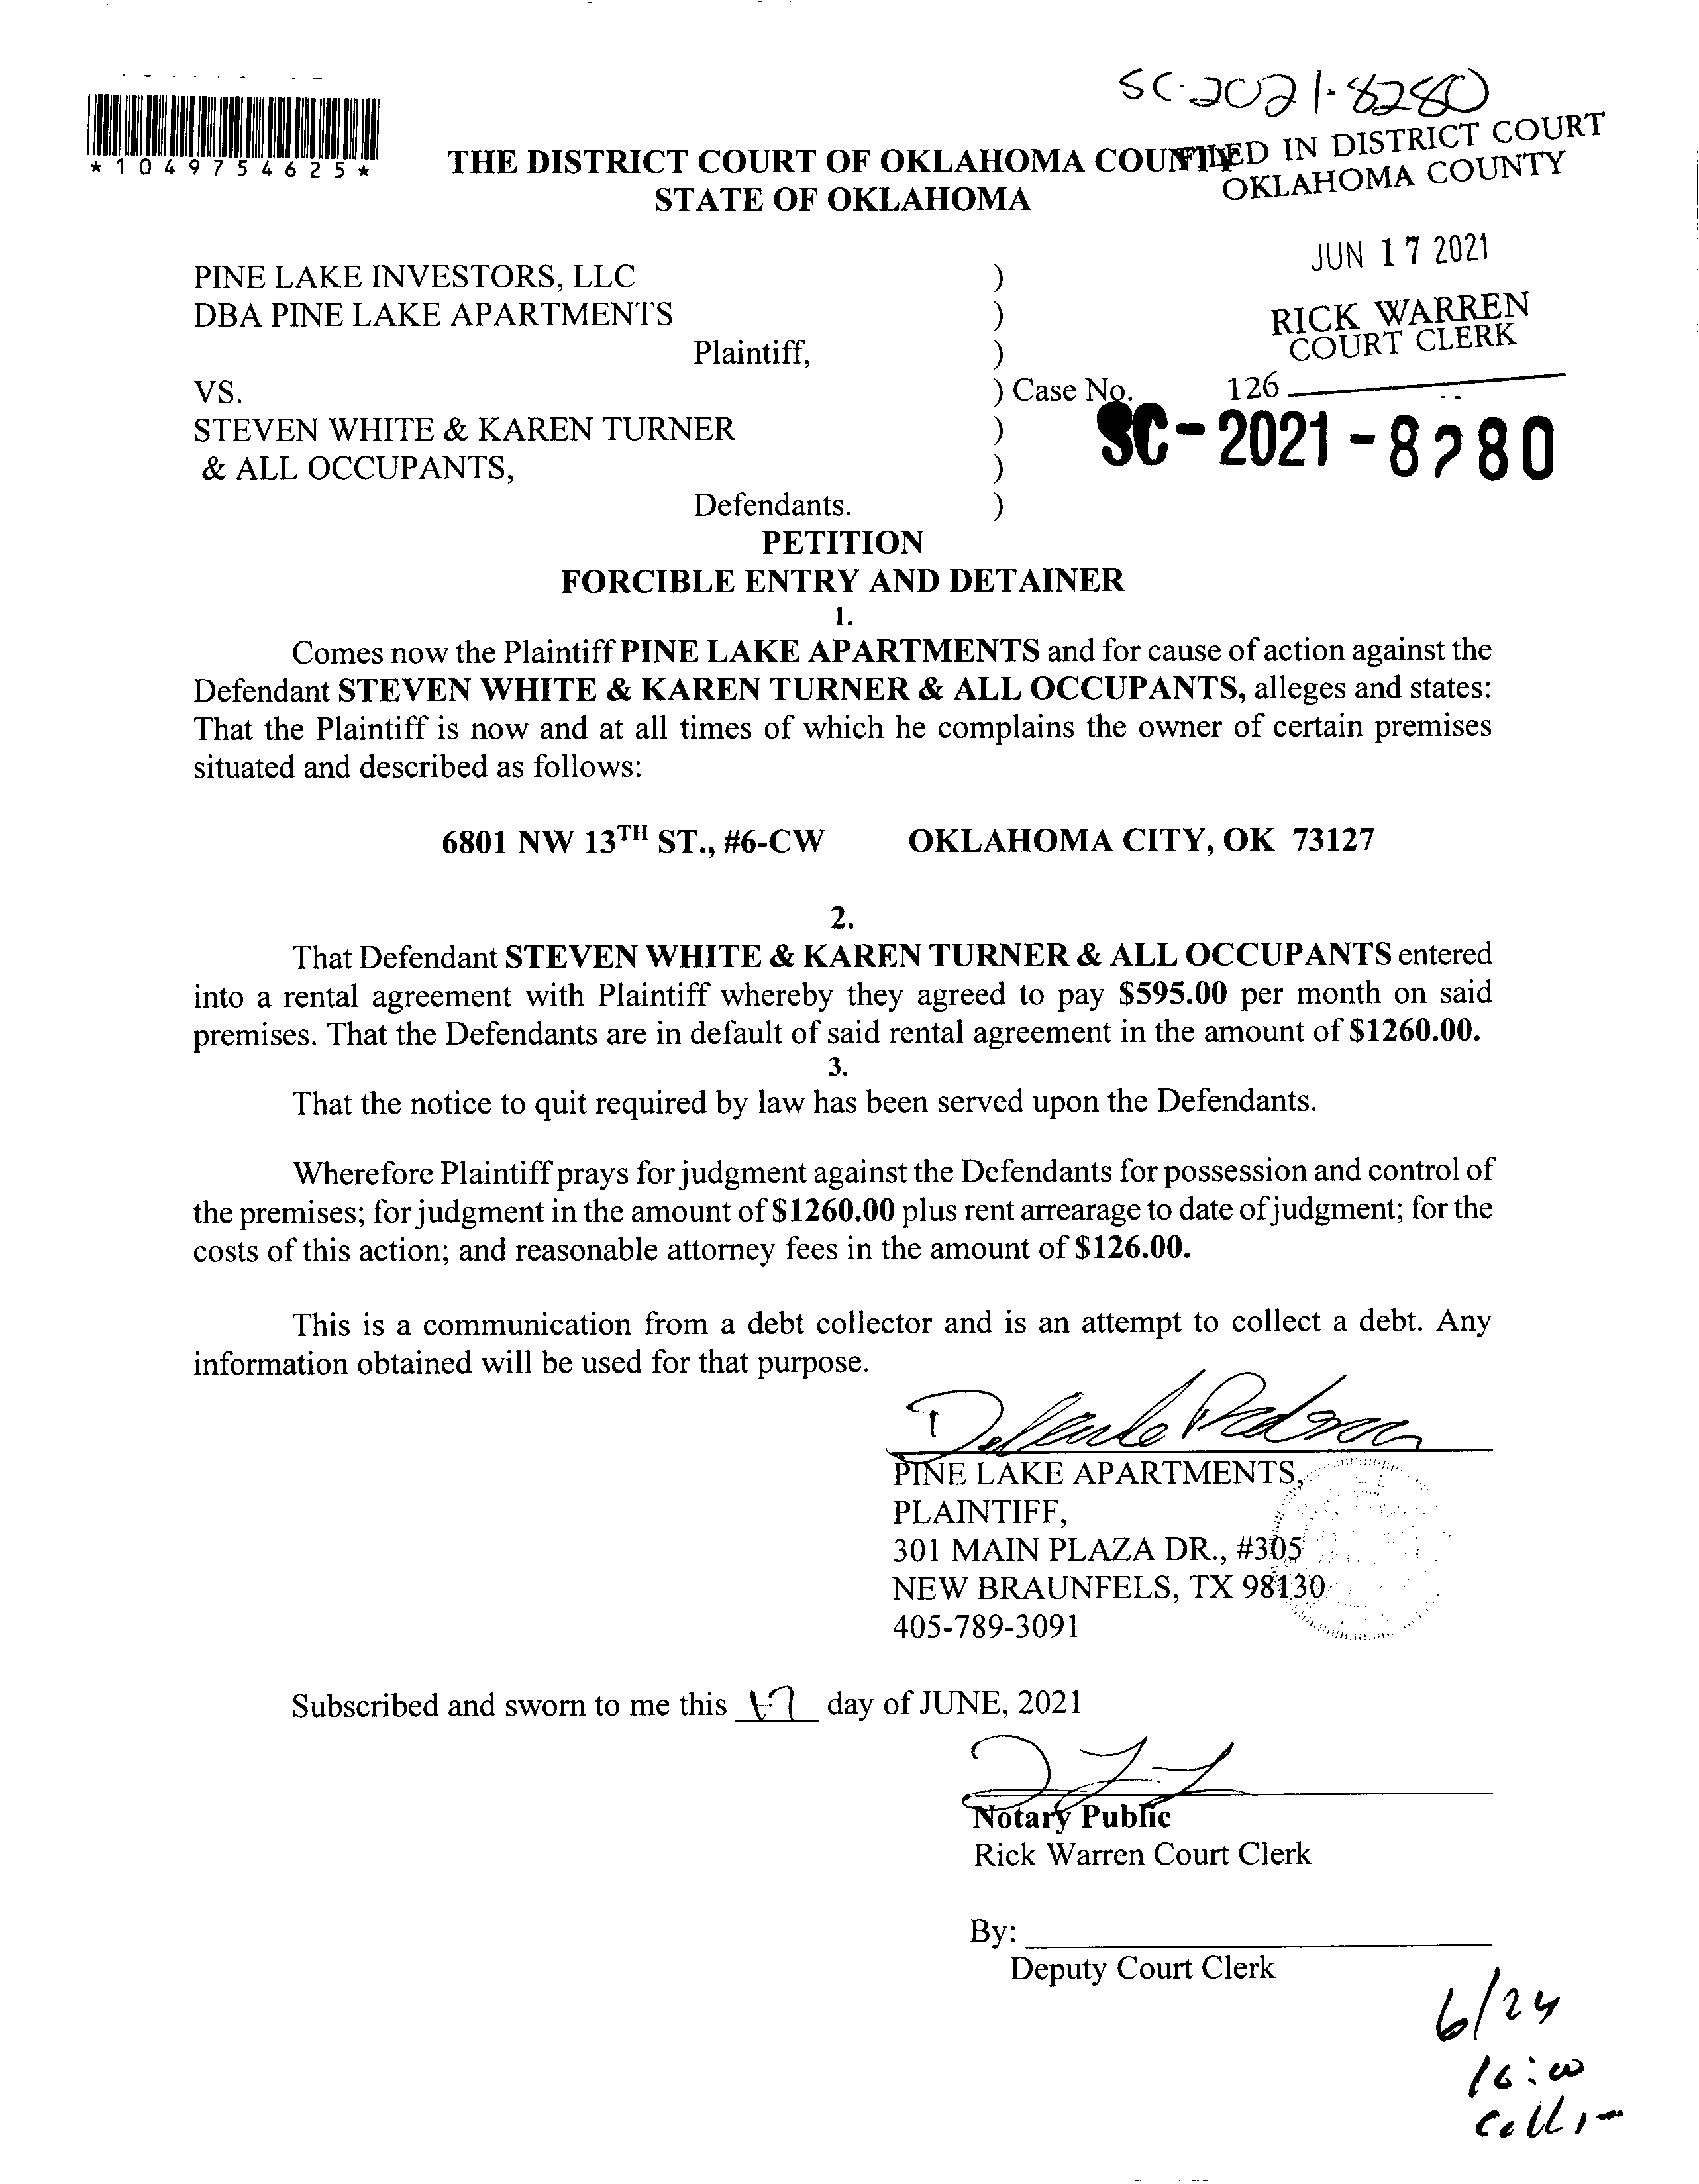 SC-2021-8280
*1049754625*
THE DISTRICT COURT OF OKLAHOMA COUNTY
STATE OF OKLAHOMA
FILED IN DISTRICT COURT
OKLAHOMA COUNTY
JUN 17 2021
RICK WARREN
COURT CLERK
126
PINE LAKE INVESTORS, LLC )
DBA PINE LAKE APARTMENTS )
Plaintiff, )
VS. ) Case No.
SC-2021-8280
STEVEN WHITE & KAREN TURNER )
& ALL OCCUPANTS, )
Defendants. )
PETITION
FORCIBLE ENTRY AND DETAINER
1.
Comes now the Plaintiff PINE LAKE APARTMENTS and for cause of action against the
Defendant STEVEN WHITE & KAREN TURNER & ALL OCCUPANTS, alleges and states:
That the Plaintiff is now and at all times of which he complains the owner of certain premises
situated and described as follows:
6801 NW 13TH ST., #6-CW OKLAHOMA CITY, OK 73127
2.
That Defendant STEVEN WHITE & KAREN TURNER & ALL OCCUPANTS entered
into a rental agreement with Plaintiff whereby they agreed to pay $595.00 per month on said
premises. That the Defendants are in default of said rental agreement in the amount of $1260.00.
3.
That the notice to quit required by law has been served upon the Defendants.
Wherefore Plaintiff prays for judgment against the Defendants for possession and control of
the premises; for judgment in the amount of $1260.00 plus rent arrearage to date of judgment; for the
costs of this action; and reasonable attorney fees in the amount of $126.00.
This is a communication from a debt collector and is an attempt to collect a debt. Any
information obtained will be used for that purpose.
PINE LAKE APARTMENTS,
PLAINTIFF,
301 MAIN PLAZA DR., #305
NEW BRAUNFELS, TX 98130
405-789-3091
Subscribed and sworn to me this 17 day of JUNE, 2021
Notary Public
Rick Warren Court Clerk
By:
Deputy Court Clerk
6/24